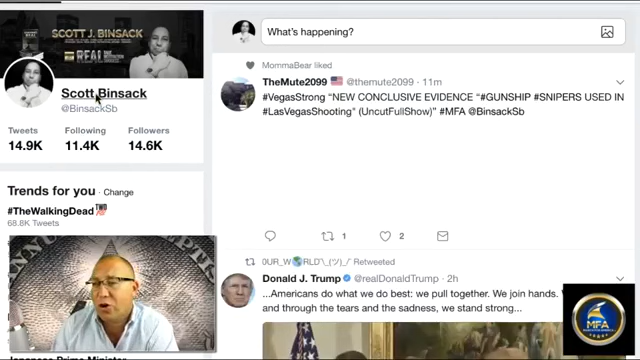 SCOTT J. BINSACK
REAL
Scott Binsack
@BinsackSb
Tweets
Following
Followers
14.9K
11.4K
14.6K
Trends for you · Change
#TheWalkingDead
68.8K Tweets
Japanese Prime Minister
What's happening?
MommaBear liked
TheMute2099 🇺🇸 @themute2099 · 11m
#VegasStrong "NEW CONCLUSIVE EVIDENCE "#GUNSHIP #SNIPERS USED IN
#LasVegasShooting" (UncutFullShow)" #MFA @BinsackSb
1
2
0UR_W🌎RLD¯\_(ツ)_/¯ Retweeted
Donald J. Trump @realDonaldTrump · 2h
...Americans do what we do best: we pull together. We join hands.
and through the tears and the sadness, we stand strong...
MFA